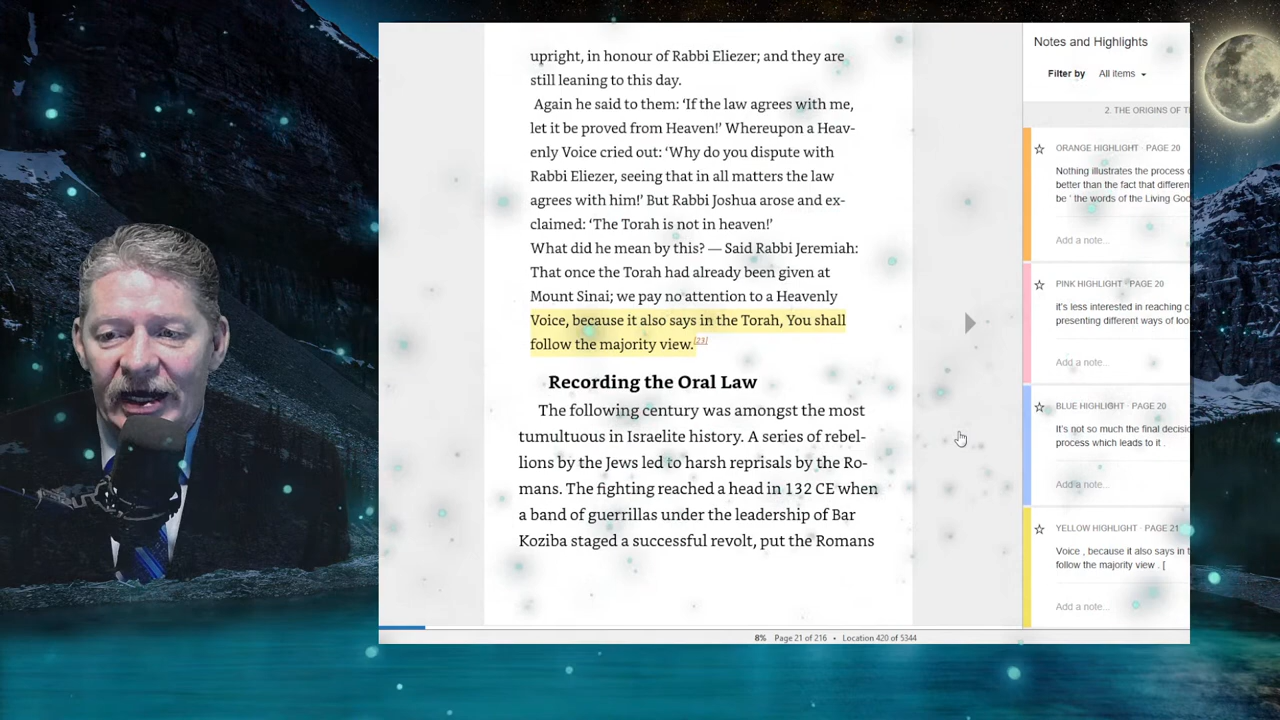 upright, in honour of Rabbi Eliezer; and they are
still leaning to this day.
Again he said to them: ‘If the law agrees with me,
let it be proved from Heaven!’ Whereupon a Heav-
enly Voice cried out: ‘Why do you dispute with
Rabbi Eliezer, seeing that in all matters the law
agrees with him!’ But Rabbi Joshua arose and ex-
claimed: ‘The Torah is not in heaven!’
What did he mean by this? — Said Rabbi Jeremiah:
That once the Torah had already been given at
Mount Sinai; we pay no attention to a Heavenly
Voice, because it also says in the Torah, You shall
follow the majority view.[23]
Recording the Oral Law
The following century was amongst the most
tumultuous in Israelite history. A series of rebel-
lions by the Jews led to harsh reprisals by the Ro-
mans. The fighting reached a head in 132 CE when
a band of guerrillas under the leadership of Bar
Koziba staged a successful revolt, put the Romans
8% Page 21 of 216 • Location 420 of 5344
Notes and Highlights
Filter by All items
2. THE ORIGINS OF T
ORANGE HIGHLIGHT · PAGE 20
Nothing illustrates the process
better than the fact that differen
be ' the words of the Living Go
Add a note...
PINK HIGHLIGHT · PAGE 20
it's less interested in reaching
presenting different ways of loo
Add a note...
BLUE HIGHLIGHT · PAGE 20
It's not so much the final decisi
process which leads to it .
Add a note...
YELLOW HIGHLIGHT · PAGE 21
Voice , because it also says in t
follow the majority view . [
Add a note...